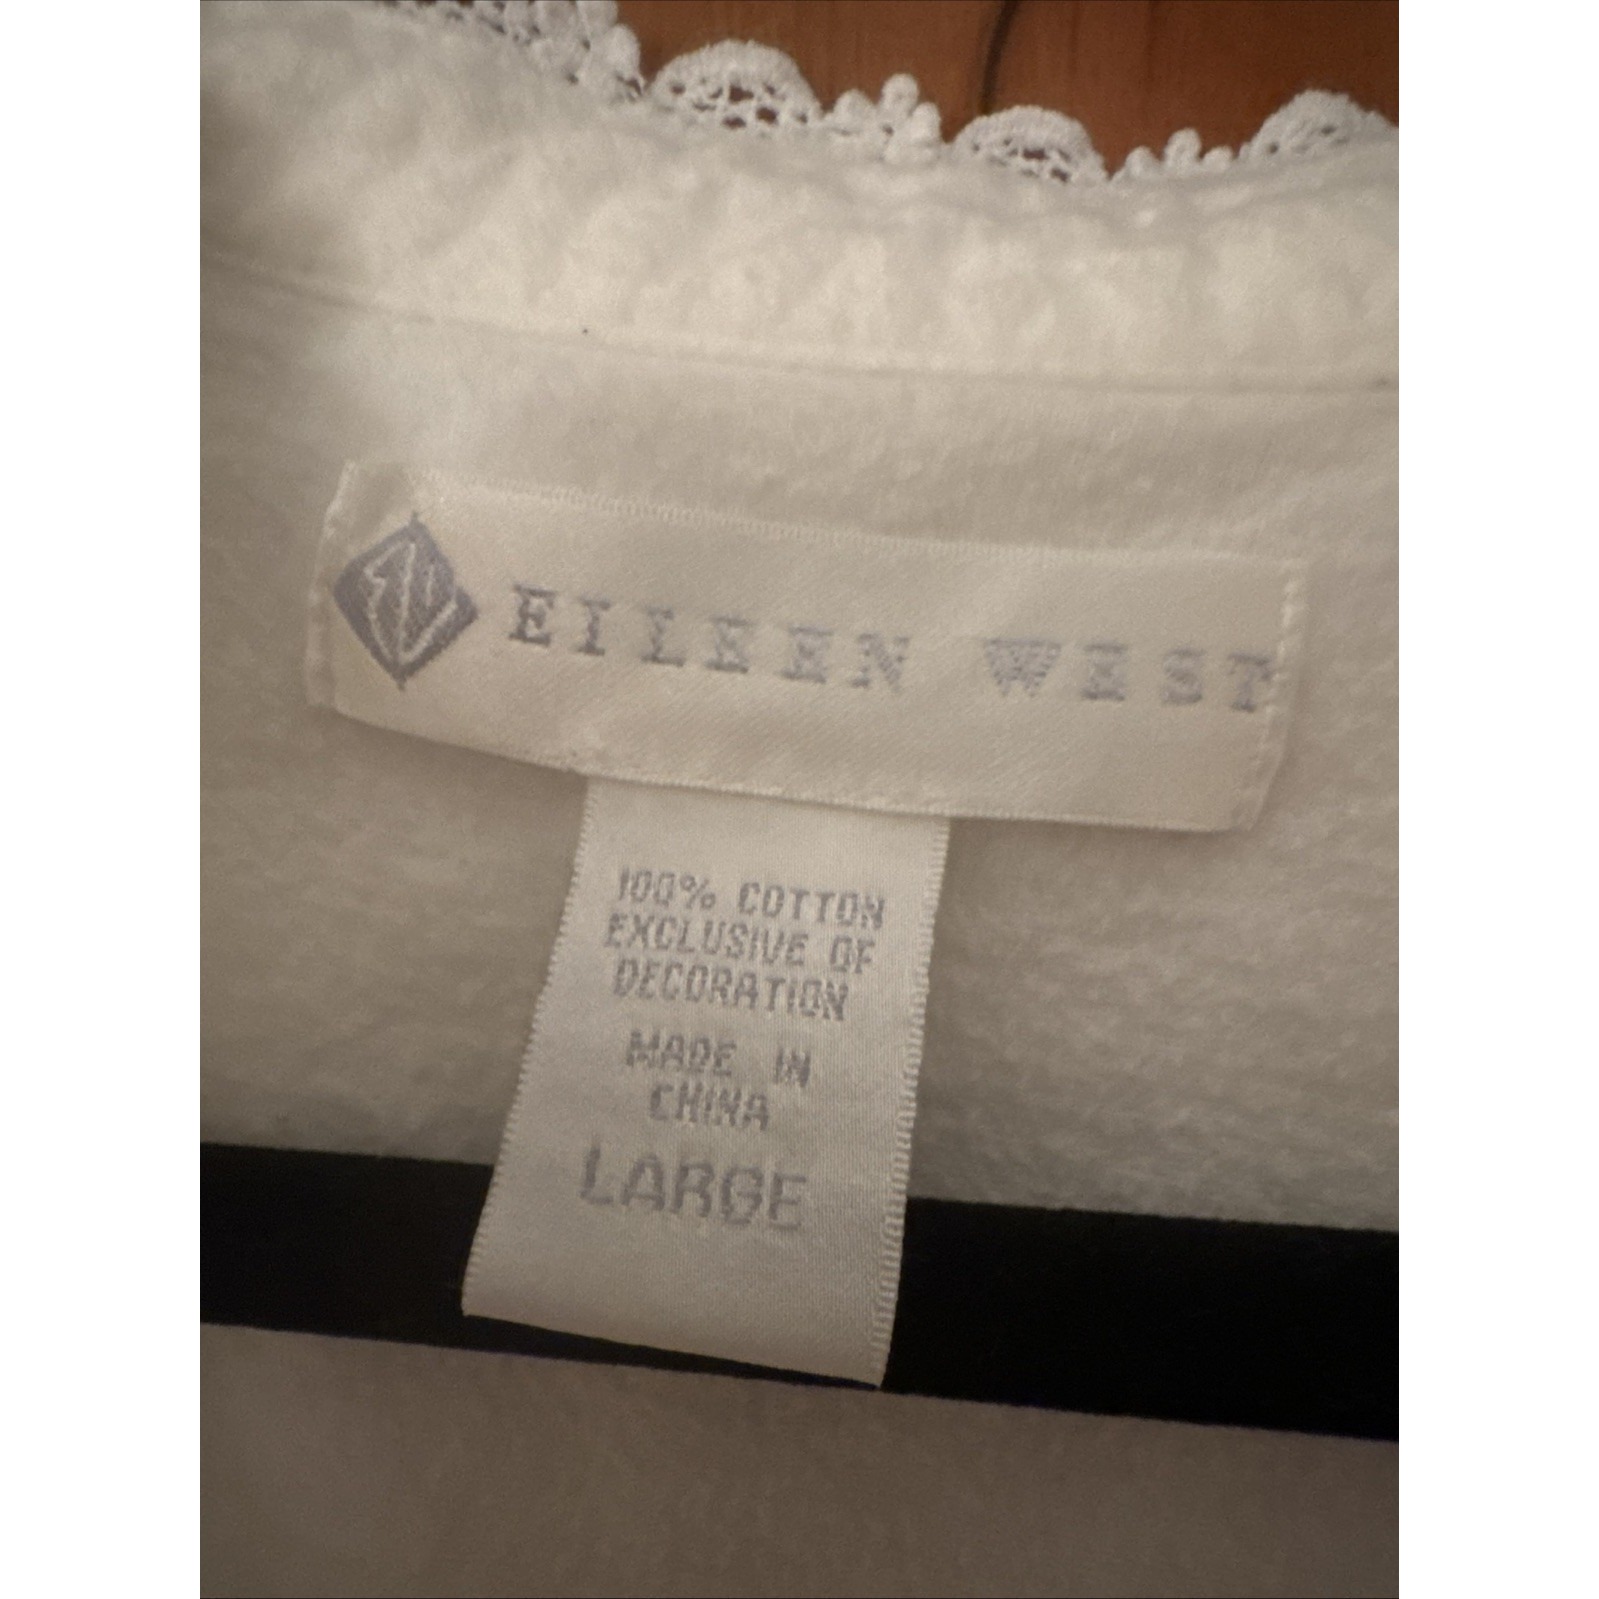 EILEEN WEST
100% COTTON
EXCLUSIVE OF
DECORATION
MADE IN
CHINA
LARGE